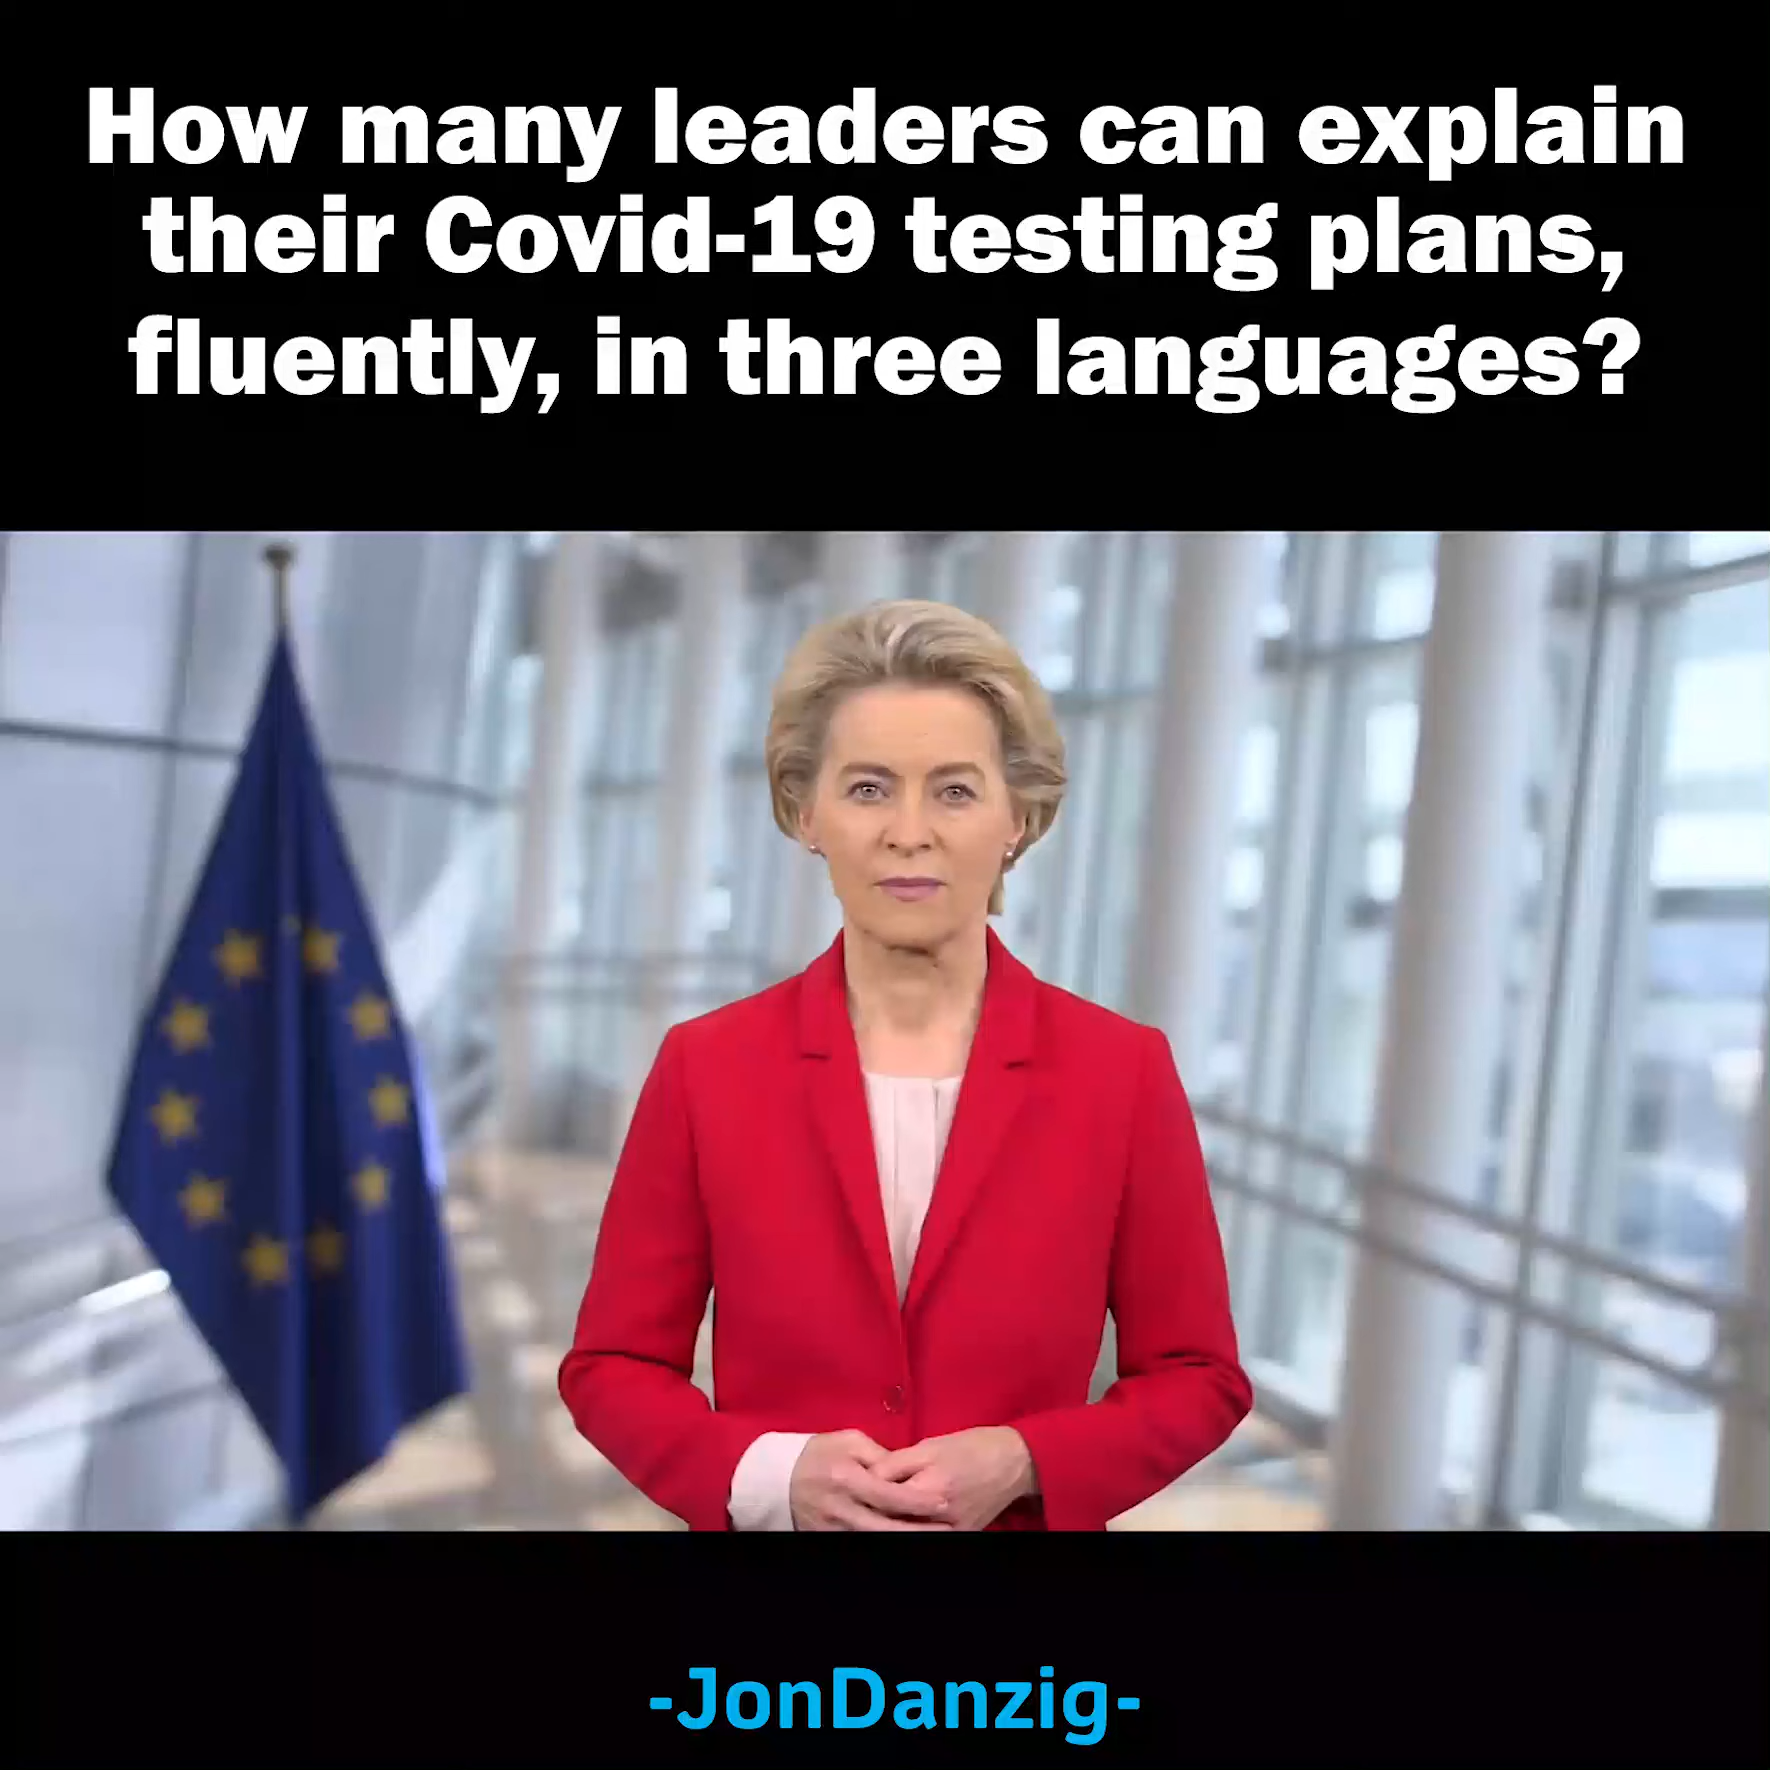 How many leaders can explain
their Covid-19 testing plans,
fluently, in three languages?
-JonDanzig-